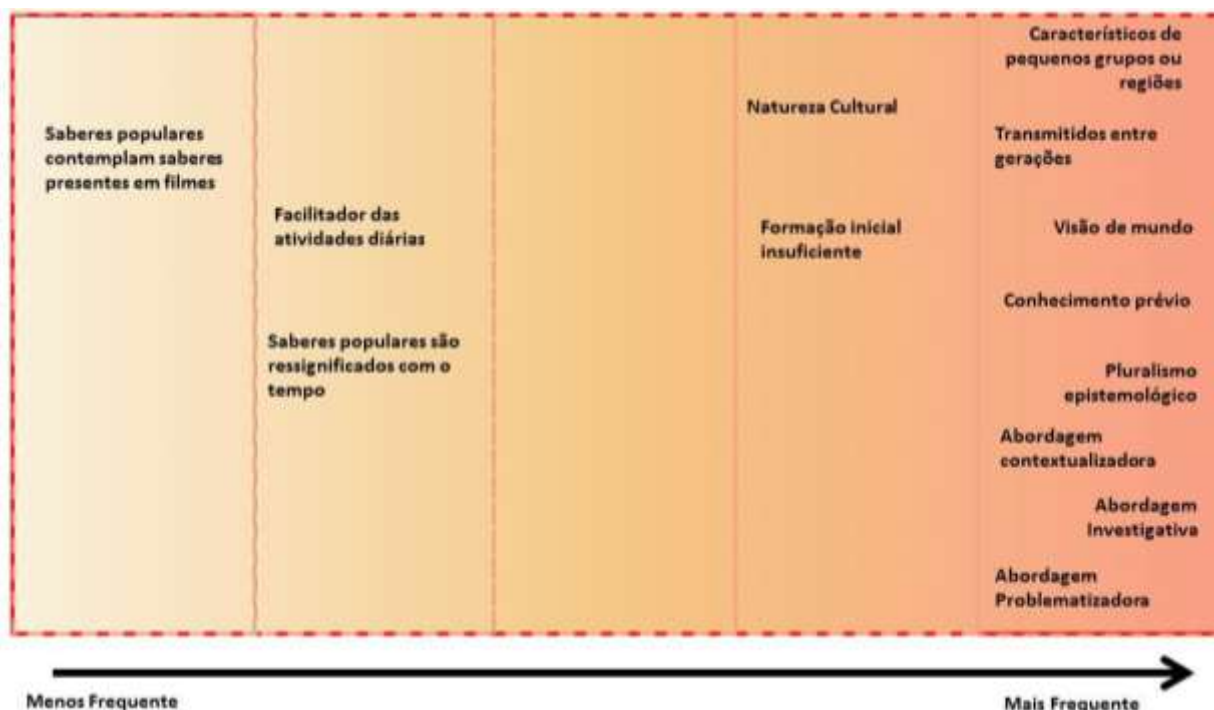 Saberes populares
contemplam saberes
presentes em filmes
Facilitador das
atividades diárias
Saberes populares são
ressignificados com o
tempo
Natureza Cultural
Formação inicial
insuficiente
Característicos de
pequenos grupos ou
regiões
Transmitidos entre
gerações
Visão de mundo
Conhecimento prévio
Pluralismo
epistemológico
Abordagem
contextualizadora
Abordagem
Investigativa
Abordagem
Problematizadora
Menos Frequente
Mais Frequente